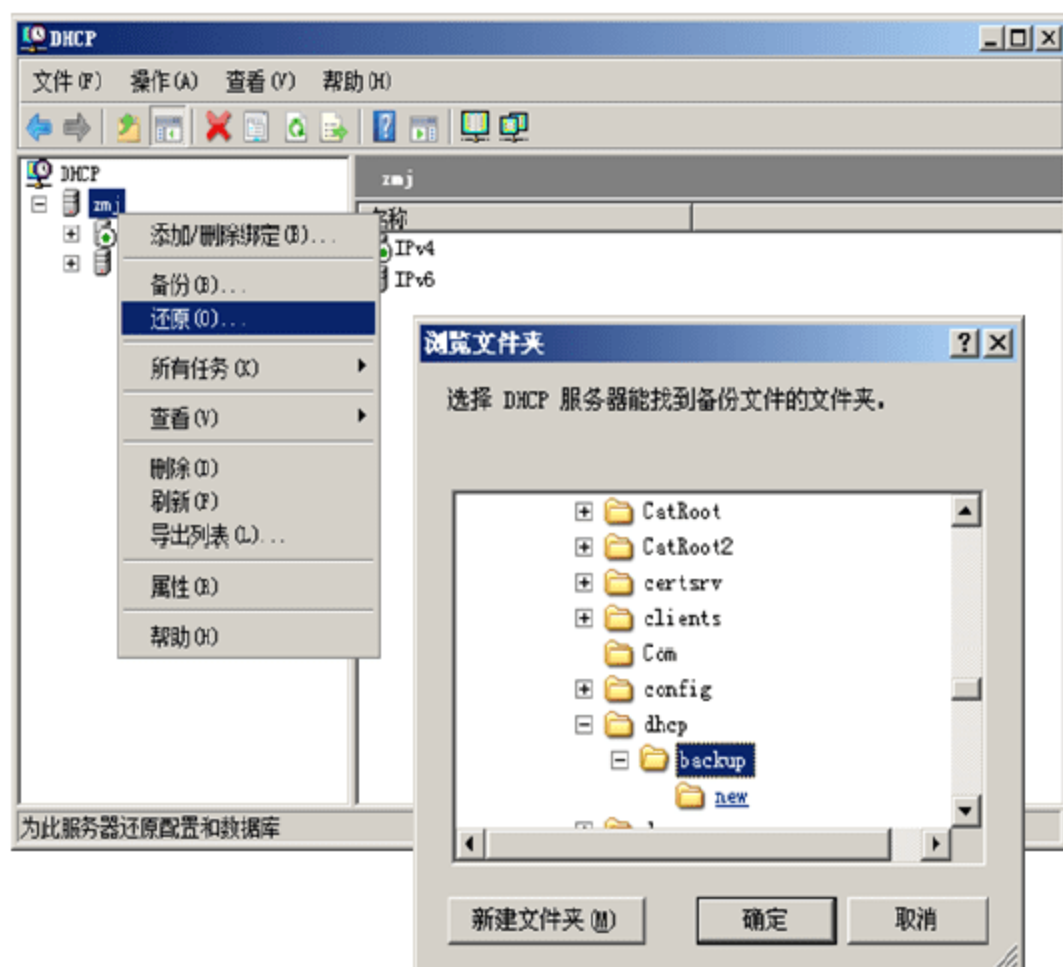 DHCP
文件(F) 操作(A) 查看(V) 帮助(H)
DHCP
zmj
zmj
名称
IPv4
IPv6
添加/删除绑定(B)...
备份(B)...
还原(O)...
所有任务(K)
查看(V)
删除(D)
刷新(F)
导出列表(L)...
属性(R)
帮助(H)
为此服务器还原配置和数据库
浏览文件夹
选择 DHCP 服务器能找到备份文件的文件夹。
CatRoot
CatRoot2
certsrv
clients
Com
config
dhcp
backup
new
新建文件夹(M) 确定 取消